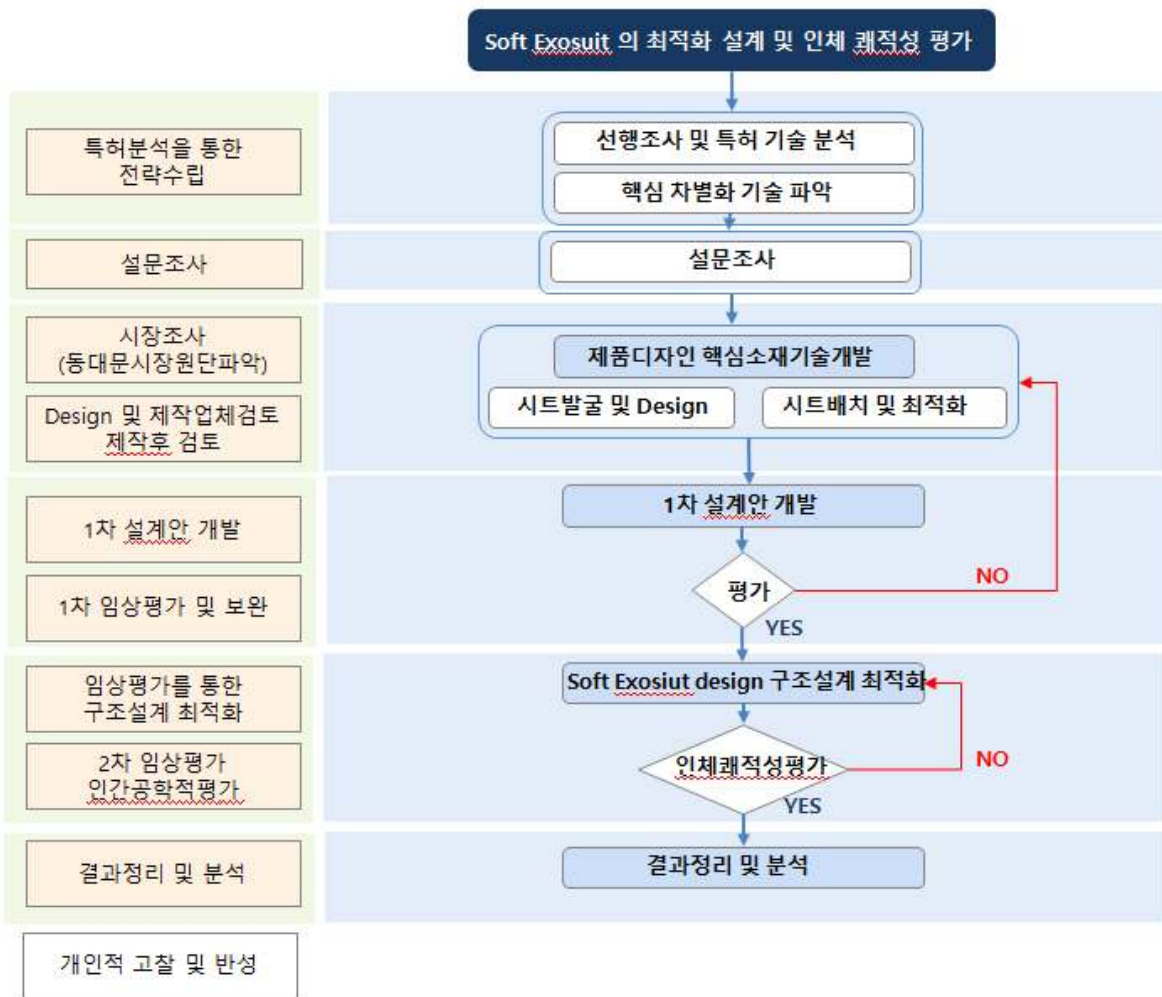 Soft Exosuit 의 최적화 설계 및 인체 쾌적성 평가
특허분석을 통한
전략수립
선행조사 및 특허 기술 분석
핵심 차별화 기술 파악
설문조사
설문조사
시장조사
(동대문시장원단파악)
Design 및 제작업체검토
제작후 검토
제품디자인 핵심소재기술개발
시트발굴 및 Design
시트배치 및 최적화
1차 설계안 개발
1차 임상평가 및 보완
1차 설계안 개발
평가
NO
YES
임상평가를 통한
구조설계 최적화
2차 임상평가
인간공학적평가
Soft Exosiut design 구조설계 최적화
인체쾌적성평가
NO
YES
결과정리 및 분석
결과정리 및 분석
개인적 고찰 및 반성